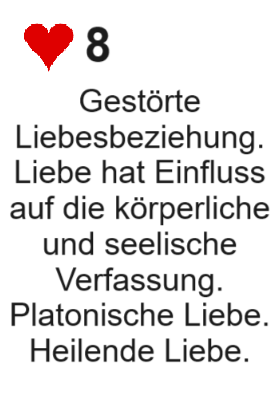 8
Gestörte
Liebesbeziehung.
Liebe hat Einfluss
auf die körperliche
und seelische
Verfassung.
Platonische Liebe.
Heilende Liebe.